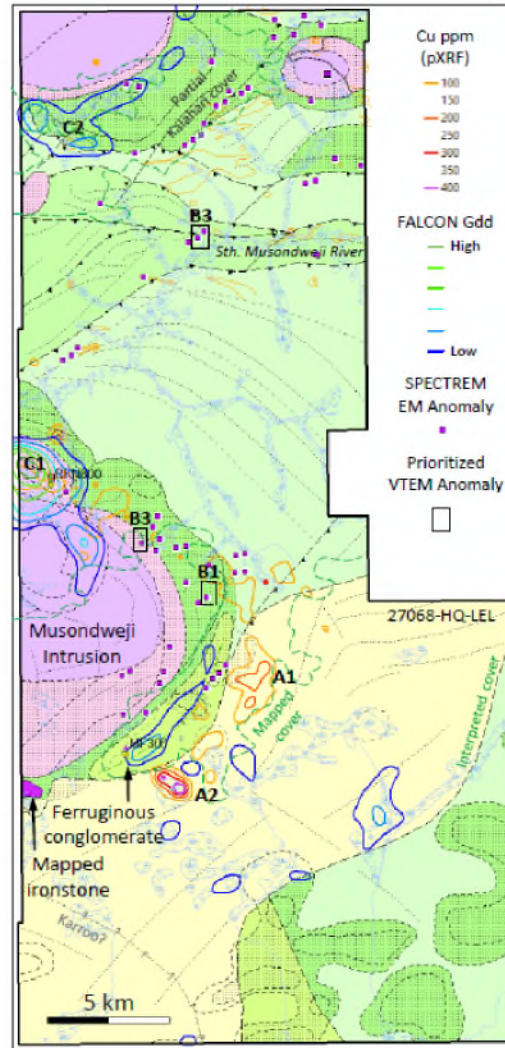 Cu ppm
(pXRF)
100
150
200
250
300
350
400
FALCON Gdd
High
Low
SPECTREM
EM Anomaly
Prioritized
VTEM Anomaly
Partial
Kalahari cover
C2
B3
Sth. Musondweji River
C1
B3
B1
27068-HQ-LEL
Musondweji
Intrusion
A1
Mapped
cover
Interpreted cover
A2
Ferruginous
conglomerate
Mapped
ironstone
Karroo?
5 km